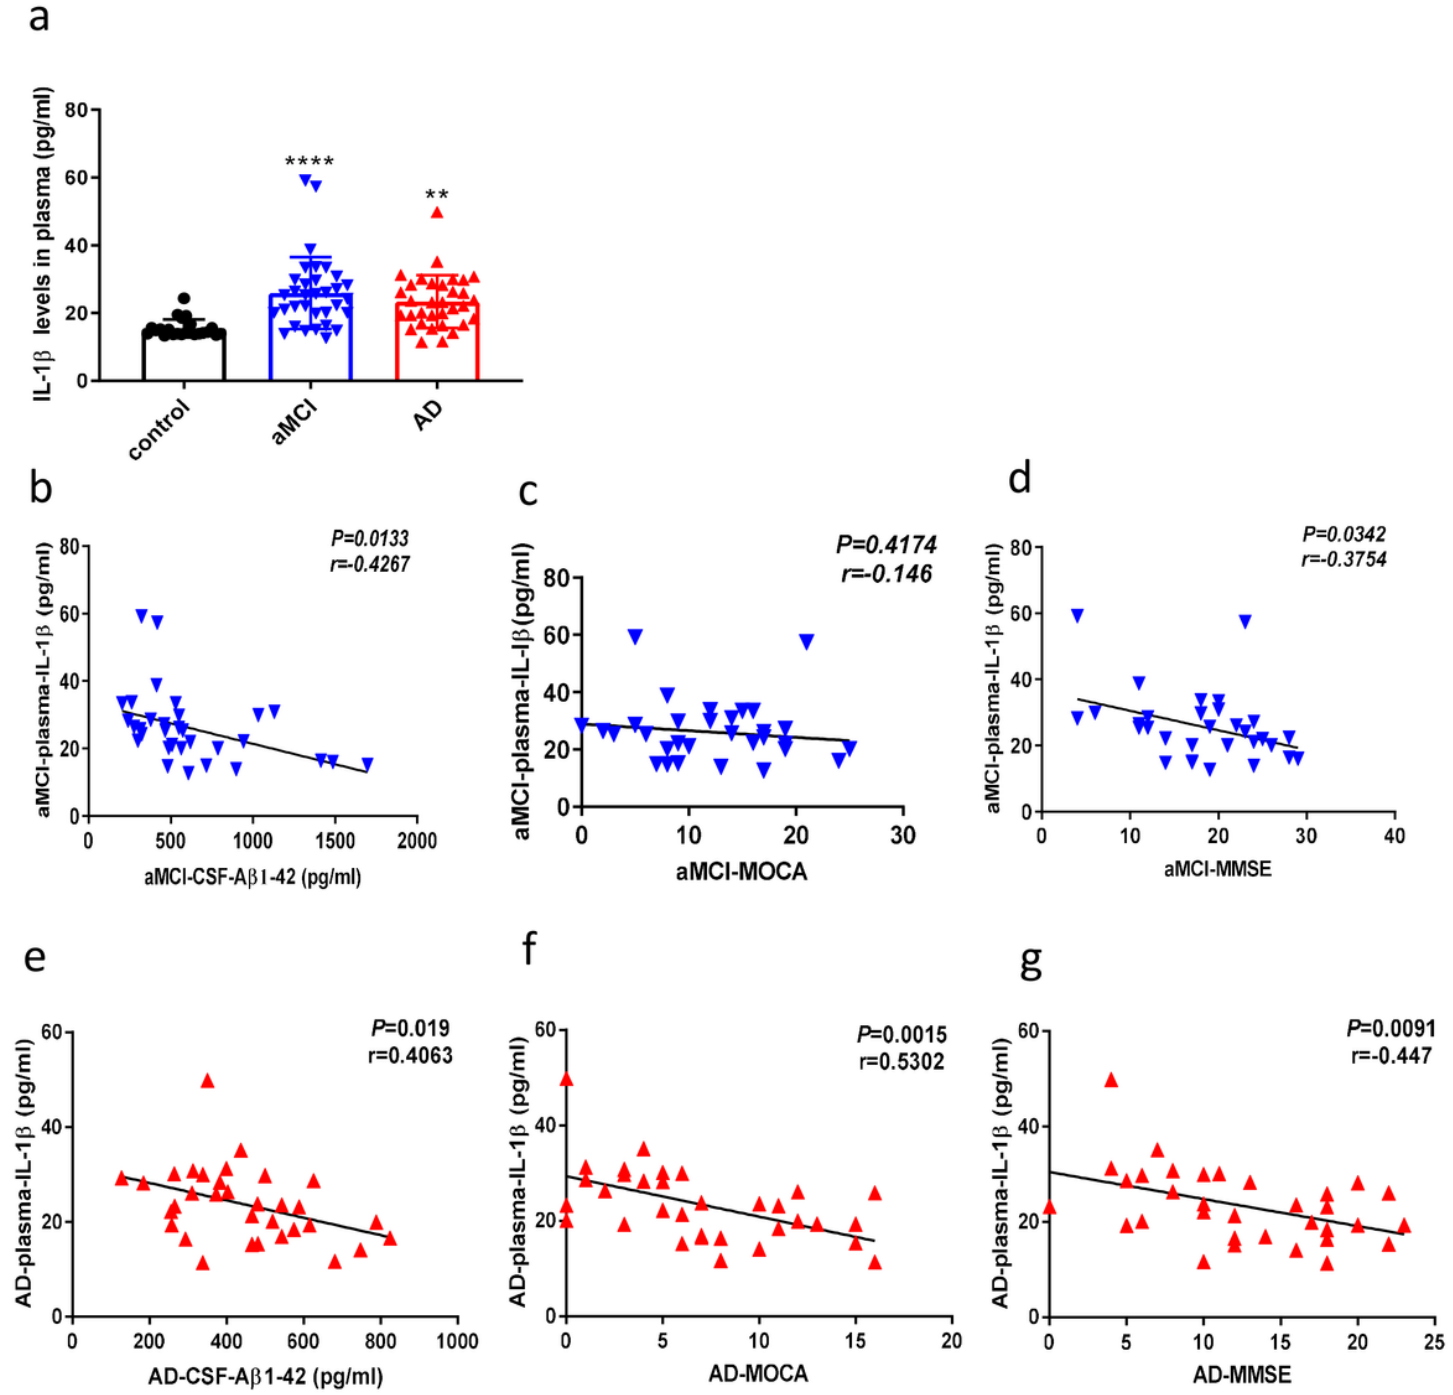 a
IL-1β levels in plasma (pg/ml)
80
60
40
20
0
****
**
control
aMCI
AD
b
aMCI-plasma-IL-1β (pg/ml)
80
60
40
20
0
P=0.0133
r=-0.4267
0
500
1000
1500
2000
aMCI-CSF-Aβ1-42 (pg/ml)
c
aMCI-plasma-IL-Iβ(pg/ml)
80
60
40
20
0
P=0.4174
r=-0.146
0
10
20
30
aMCI-MOCA
d
aMCI-plasma-IL-1β (pg/ml)
80
60
40
20
0
P=0.0342
r=-0.3754
0
10
20
30
40
aMCI-MMSE
e
AD-plasma-IL-1β (pg/ml)
60
40
20
0
P=0.019
r=0.4063
0
200
400
600
800
1000
AD-CSF-Aβ1-42 (pg/ml)
f
AD-plasma-IL-1β (pg/ml)
60
40
20
0
P=0.0015
r=0.5302
0
5
10
15
20
AD-MOCA
g
AD-plasma-IL-1β (pg/ml)
60
40
20
0
P=0.0091
r=-0.447
0
5
10
15
20
25
AD-MMSE